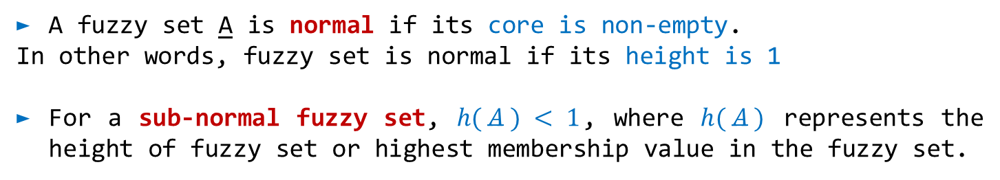 ► A fuzzy set A is normal if its core is non-empty.
In other words, fuzzy set is normal if its height is 1
► For a sub-normal fuzzy set, h(A) < 1, where h(A) represents the
height of fuzzy set or highest membership value in the fuzzy set.